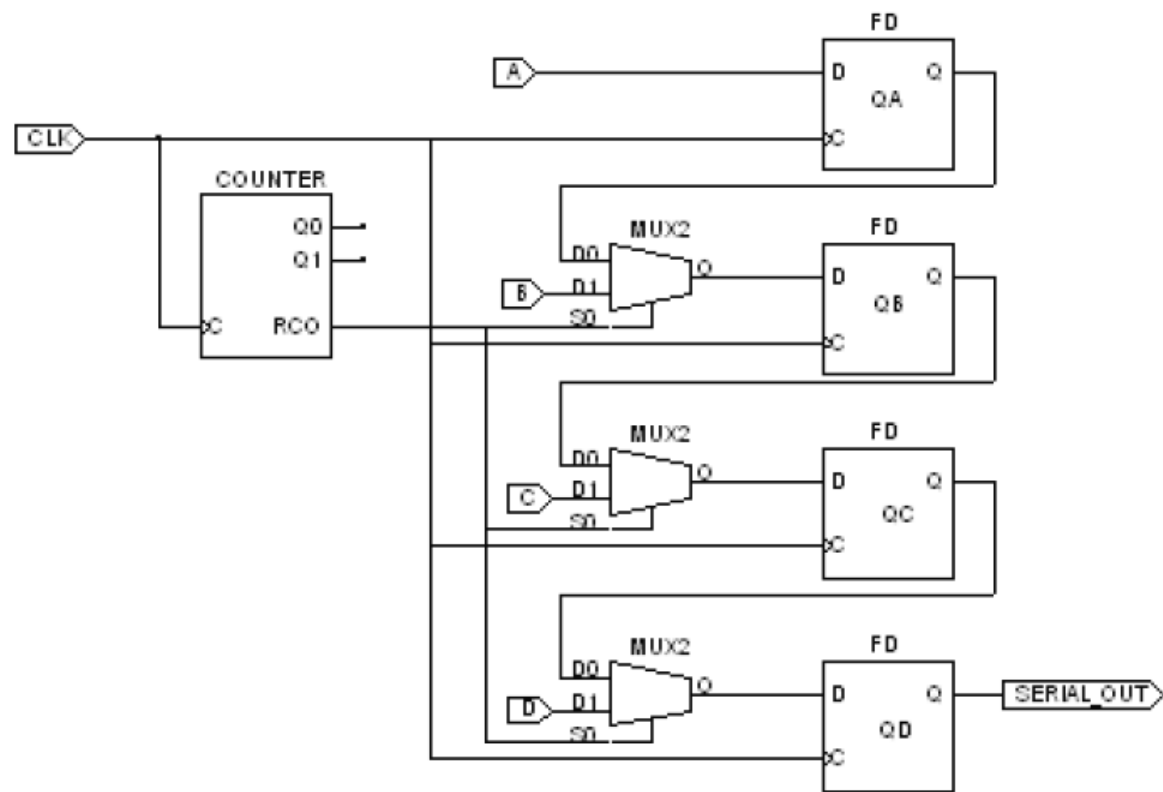 FD
A
D
Q
QA
C
CLK
COUNTER
Q0
Q1
C
RCO
MUX2
D0
O
B
D1
S0
FD
D
Q
QB
C
MUX2
D0
O
C
D1
S0
FD
D
Q
QC
C
MUX2
D0
O
D
D1
S0
FD
D
Q
QD
C
SERIAL_OUT